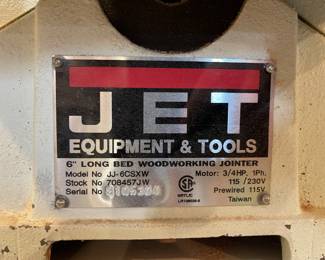 JET
EQUIPMENT & TOOLS
6" LONG BED WOODWORKING JOINTER
Model No JJ-6CSXW Motor: 3/4HP, 1Ph.
Stock No 708457JW 115/230V
Serial No Prewired 115V
Taiwan